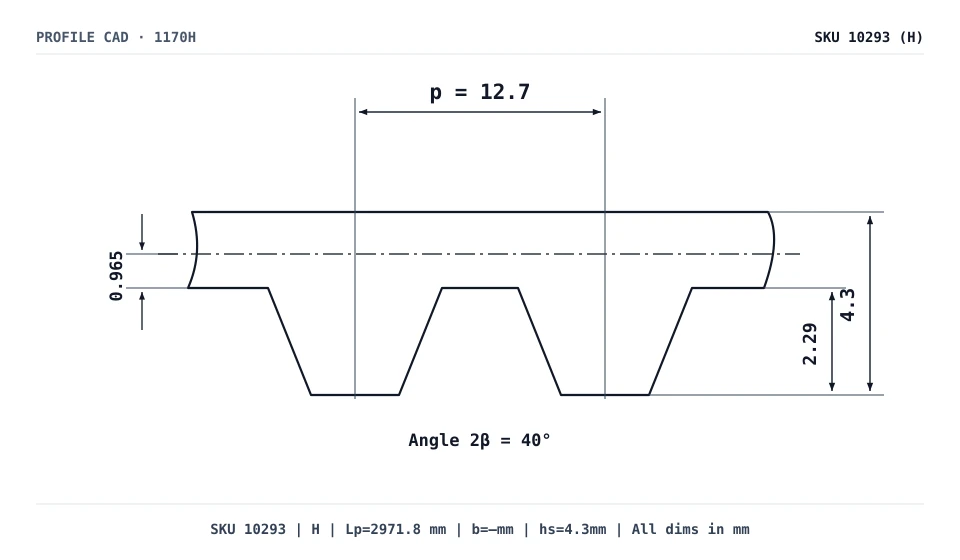 PROFILE CAD · 1170H
SKU 10293 (H)
p = 12.7
0.965
4.3
2.29
Angle 2β = 40°
SKU 10293 | H | Lp=2971.8 mm | b=—mm | hs=4.3mm | All dims in mm